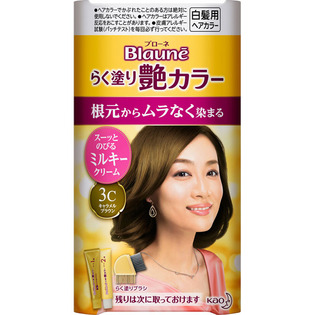 ●ヘアカラーでかぶれたことのある方は絶対に
使用しないでください。●ヘアカラーはアレルギー
反応をおこすことがあります。●皮膚アレルギー
試験(パッチテスト)を毎回必ず行ってください。
白髪用
ヘアカラー
ブローネ
Blauné
らく塗り艶カラー
根元からムラなく染まる
スーッと
のびる
ミルキー
クリーム
3C
キャラメル
ブラウン
らく塗りブラシ
残りは次に取っておけます
Kao